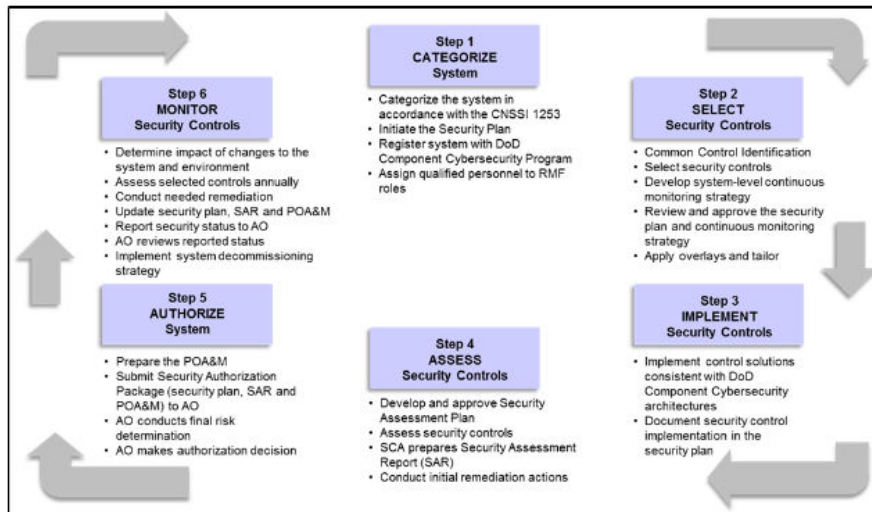 Step 1
CATEGORIZE
System
• Categorize the system in
accordance with the CNSSI 1253
• Initiate the Security Plan
• Register system with DoD
Component Cybersecurity Program
• Assign qualified personnel to RMF
roles
Step 2
SELECT
Security Controls
• Common Control Identification
• Select security controls
• Develop system-level continuous
monitoring strategy
• Review and approve the security
plan and continuous monitoring
strategy
• Apply overlays and tailor
Step 3
IMPLEMENT
Security Controls
• Implement control solutions
consistent with DoD
Component Cybersecurity
architectures
• Document security control
implementation in the
security plan
Step 4
ASSESS
Security Controls
• Develop and approve Security
Assessment Plan
• Assess security controls
• SCA prepares Security Assessment
Report (SAR)
• Conduct initial remediation actions
Step 5
AUTHORIZE
System
• Prepare the POA&M
• Submit Security Authorization
Package (security plan, SAR and
POA&M) to AO
• AO conducts final risk
determination
• AO makes authorization decision
Step 6
MONITOR
Security Controls
• Determine impact of changes to the
system and environment
• Assess selected controls annually
• Conduct needed remediation
• Update security plan, SAR and POA&M
• Report security status to AO
• AO reviews reported status
• Implement system decommissioning
strategy